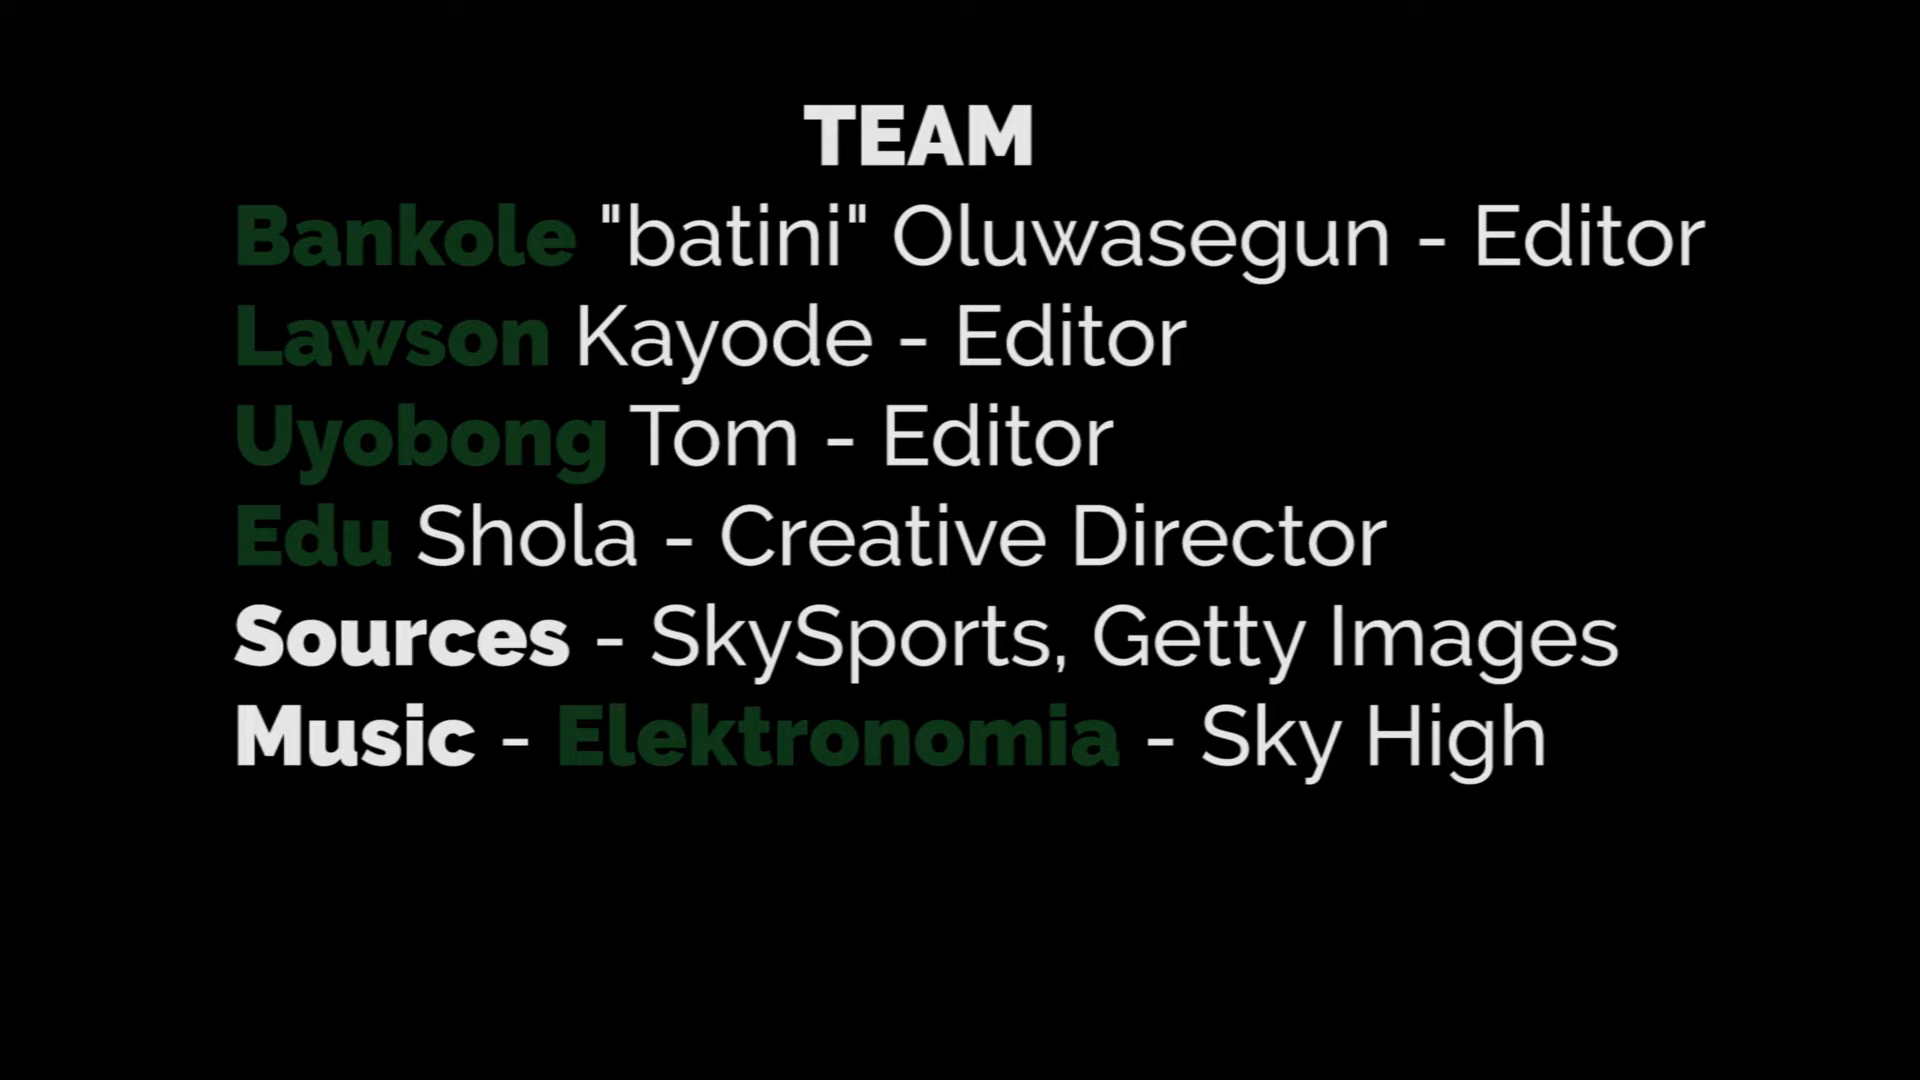 TEAM
Bankole "batini" Oluwasegun - Editor
Lawson Kayode - Editor
Uyobong Tom - Editor
Edu Shola - Creative Director
Sources - SkySports, Getty Images
Music - Elektronomia - Sky High